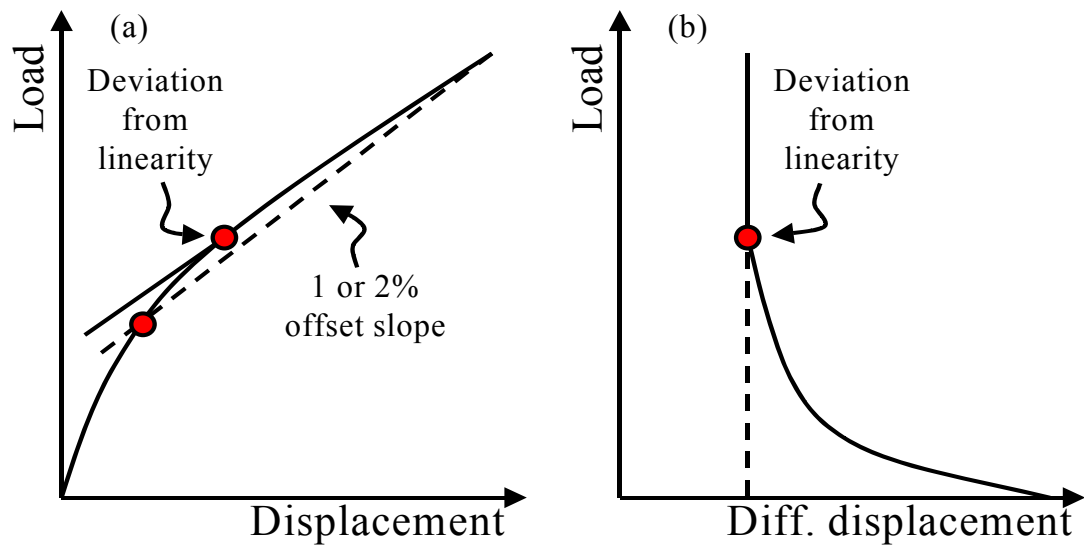 (a)
Load
Deviation
from
linearity
1 or 2%
offset slope
Displacement
(b)
Load
Deviation
from
linearity
Diff. displacement